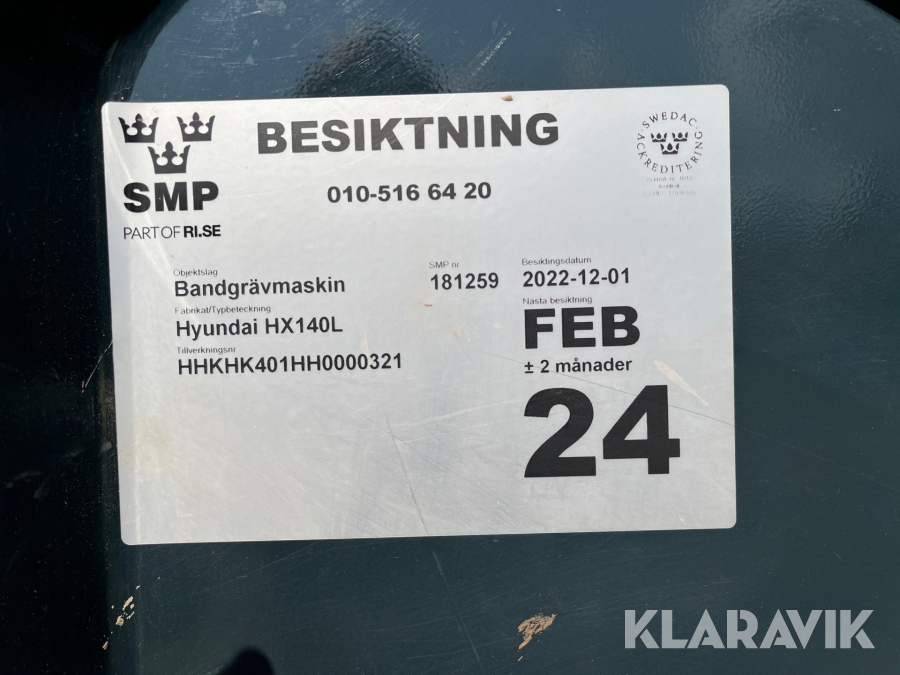 BESIKTNING
SWEDAC ACKREDITERING
SMP
PART OF RI.SE
010-516 64 20
Objektslag
Bandgrävmaskin
SMP nr
181259
Besiktingsdatum
2022-12-01
Fabrikat/Typbeteckning
Hyundai HX140L
Nästa besiktning
FEB
± 2 månader
24
Tillverkningsnr
HHKHK401HH0000321
KLARAVIK